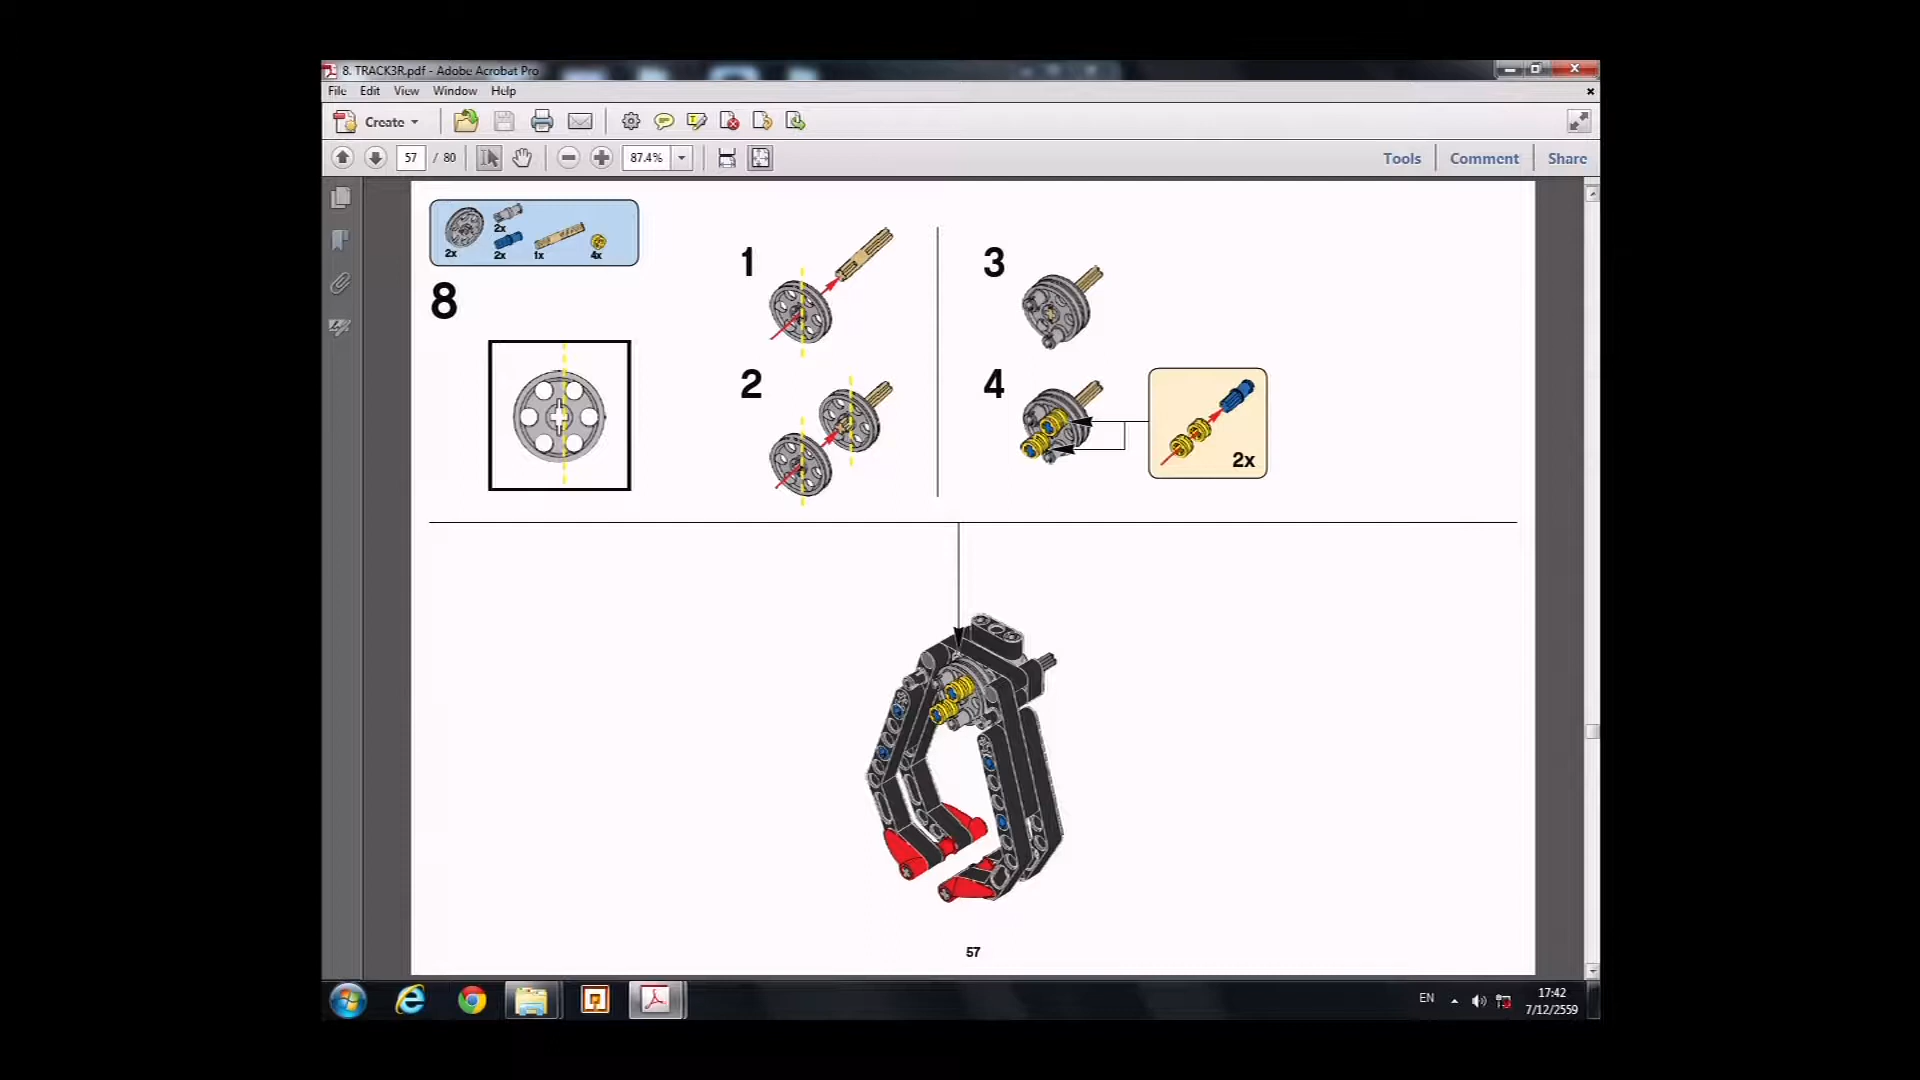 8. TRACK3R.pdf - Adobe Acrobat Pro
File Edit View Window Help
Create
57 / 80 87.4% Tools Comment Share
2x
2x 2x 1x 4x
8
1
2
3
4
2x
57
EN 17:42
7/12/2559